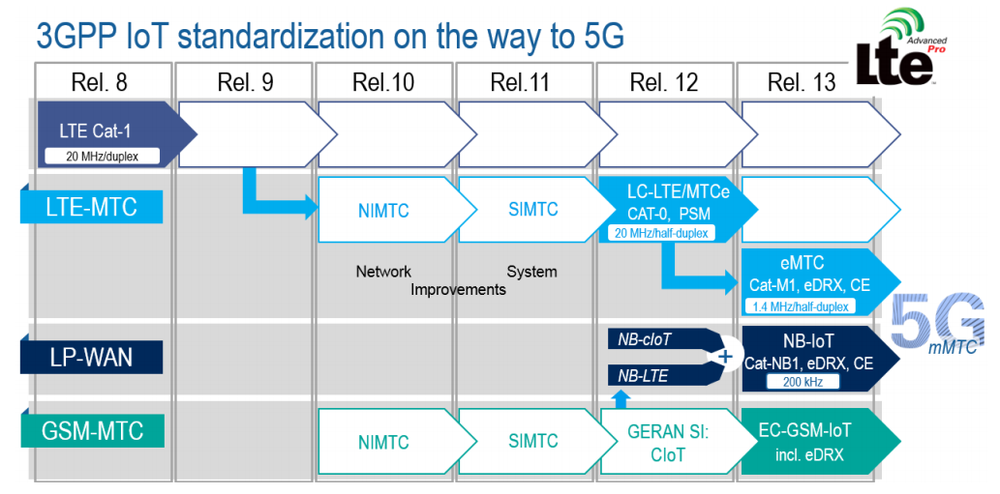 3GPP IoT standardization on the way to 5G
Lte Advanced Pro
Rel. 8
Rel. 9
Rel.10
Rel.11
Rel. 12
Rel. 13
LTE Cat-1
20 MHz/duplex
LTE-MTC
NIMTC
SIMTC
LC-LTE/MTCe
CAT-0, PSM
20 MHz/half-duplex
Network
System
Improvements
eMTC
Cat-M1, eDRX, CE
1.4 MHz/half-duplex
5G
mMTC
LP-WAN
NB-cIoT
NB-LTE
+
NB-IoT
Cat-NB1, eDRX, CE
200 kHz
GSM-MTC
NIMTC
SIMTC
GERAN SI:
CIoT
EC-GSM-IoT
incl. eDRX